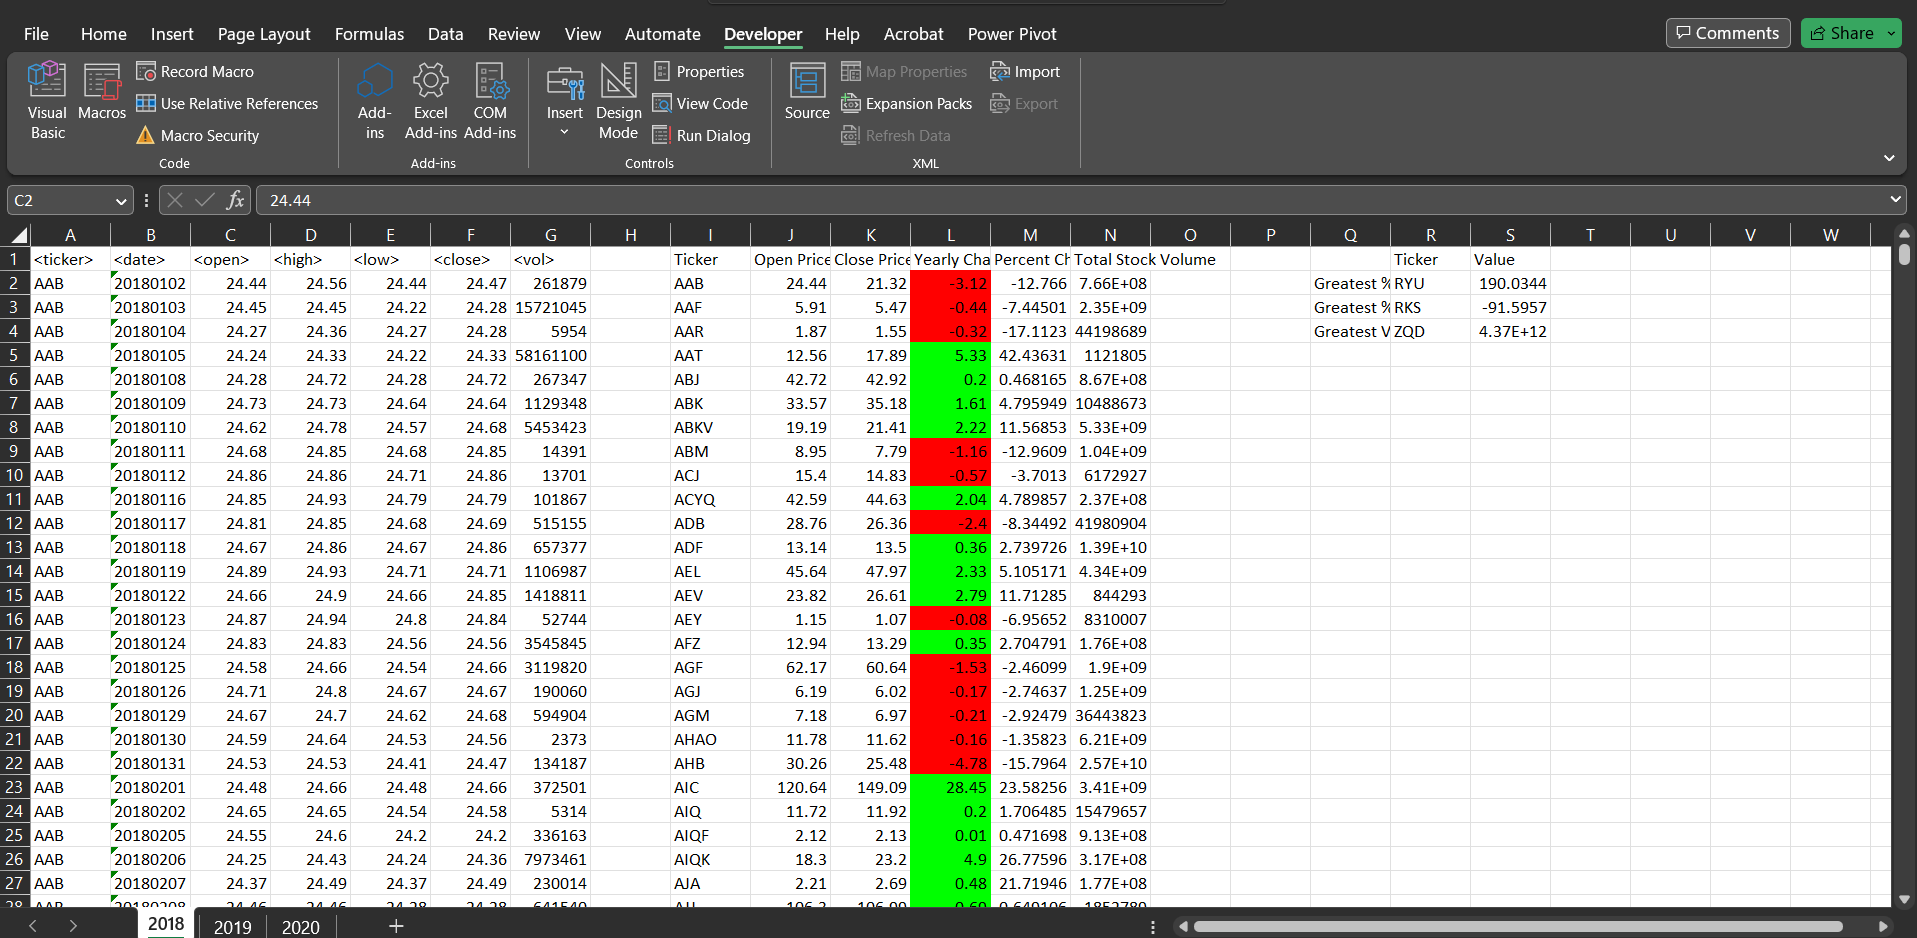 File Home Insert Page Layout Formulas Data Review View Automate Developer Help Acrobat Power Pivot Comments Share
Visual Basic Macros Record Macro Use Relative References Macro Security Code
Add-ins Excel Add-ins COM Add-ins Add-ins
Insert Design Mode Properties View Code Run Dialog Controls
Source Map Properties Expansion Packs Refresh Data Import Export XML
C2 fx 24.44
A B C D E F G H I J K L M N O P Q R S T U V W
1 <ticker> <date> <open> <high> <low> <close> <vol> Ticker Open Price Close Price Yearly Cha Percent Ch Total Stock Volume Ticker Value
2 AAB 20180102 24.44 24.56 24.44 24.47 261879 AAB 24.44 21.32 -3.12 -12.766 7.66E+08 Greatest % RYU 190.0344
3 AAB 20180103 24.45 24.45 24.22 24.28 15721045 AAF 5.91 5.47 -0.44 -7.44501 2.35E+09 Greatest % RKS -91.5957
4 AAB 20180104 24.27 24.36 24.27 24.28 5954 AAR 1.87 1.55 -0.32 -17.1123 44198689 Greatest V ZQD 4.37E+12
5 AAB 20180105 24.24 24.33 24.22 24.33 58161100 AAT 12.56 17.89 5.33 42.43631 1121805
6 AAB 20180108 24.28 24.72 24.28 24.72 267347 ABJ 42.72 42.92 0.2 0.468165 8.67E+08
7 AAB 20180109 24.73 24.73 24.64 24.64 1129348 ABK 33.57 35.18 1.61 4.795949 10488673
8 AAB 20180110 24.62 24.78 24.57 24.68 5453423 ABKV 19.19 21.41 2.22 11.56853 5.33E+09
9 AAB 20180111 24.68 24.85 24.68 24.85 14391 ABM 8.95 7.79 -1.16 -12.9609 1.04E+09
10 AAB 20180112 24.86 24.86 24.71 24.86 13701 ACJ 15.4 14.83 -0.57 -3.7013 6172927
11 AAB 20180116 24.85 24.93 24.79 24.79 101867 ACYQ 42.59 44.63 2.04 4.789857 2.37E+08
12 AAB 20180117 24.81 24.85 24.68 24.69 515155 ADB 28.76 26.36 -2.4 -8.34492 41980904
13 AAB 20180118 24.67 24.86 24.67 24.86 657377 ADF 13.14 13.5 0.36 2.739726 1.39E+10
14 AAB 20180119 24.89 24.93 24.71 24.71 1106987 AEL 45.64 47.97 2.33 5.105171 4.34E+09
15 AAB 20180122 24.66 24.9 24.66 24.85 1418811 AEV 23.82 26.61 2.79 11.71285 844293
16 AAB 20180123 24.87 24.94 24.8 24.84 52744 AEY 1.15 1.07 -0.08 -6.95652 8310007
17 AAB 20180124 24.83 24.83 24.56 24.56 3545845 AFZ 12.94 13.29 0.35 2.704791 1.76E+08
18 AAB 20180125 24.58 24.66 24.54 24.66 3119820 AGF 62.17 60.64 -1.53 -2.46099 1.9E+09
19 AAB 20180126 24.71 24.8 24.67 24.67 190060 AGJ 6.19 6.02 -0.17 -2.74637 1.25E+09
20 AAB 20180129 24.67 24.7 24.62 24.68 594904 AGM 7.18 6.97 -0.21 -2.92479 36443823
21 AAB 20180130 24.59 24.64 24.53 24.56 2373 AHAO 11.78 11.62 -0.16 -1.35823 6.21E+09
22 AAB 20180131 24.53 24.53 24.41 24.47 134187 AHB 30.26 25.48 -4.78 -15.7964 2.57E+10
23 AAB 20180201 24.48 24.66 24.48 24.66 372501 AIC 120.64 149.09 28.45 23.58256 3.41E+09
24 AAB 20180202 24.65 24.65 24.54 24.58 5314 AIQ 11.72 11.92 0.2 1.706485 15479657
25 AAB 20180205 24.55 24.6 24.2 24.2 336163 AIQF 2.12 2.13 0.01 0.471698 9.13E+08
26 AAB 20180206 24.25 24.43 24.24 24.36 7973461 AIQK 18.3 23.2 4.9 26.77596 3.17E+08
27 AAB 20180207 24.37 24.49 24.37 24.49 230014 AJA 2.21 2.69 0.48 21.71946 1.77E+08
2018 2019 2020